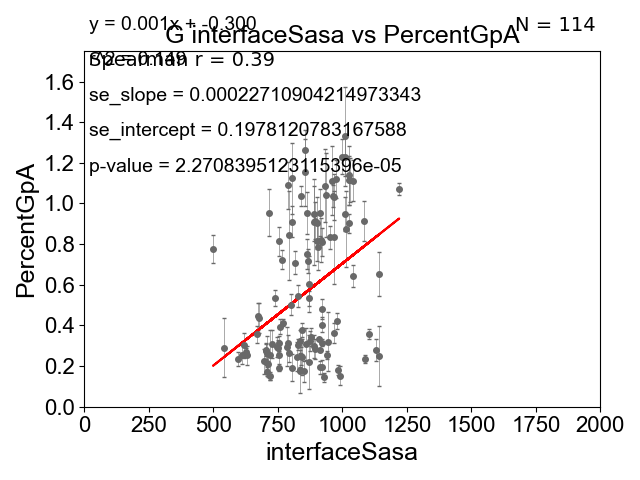 y = 0.001x + -0.300
N = 114
G interfaceSasa vs PercentGpA
Spearman r = 0.39
se_slope = 0.00022710904214973343
se_intercept = 0.1978120783167588
p-value = 2.2708395123115396e-05
PercentGpA
1.6
1.4
1.2
1.0
0.8
0.6
0.4
0.2
0.0
0 250 500 750 1000 1250 1500 1750 2000
interfaceSasa